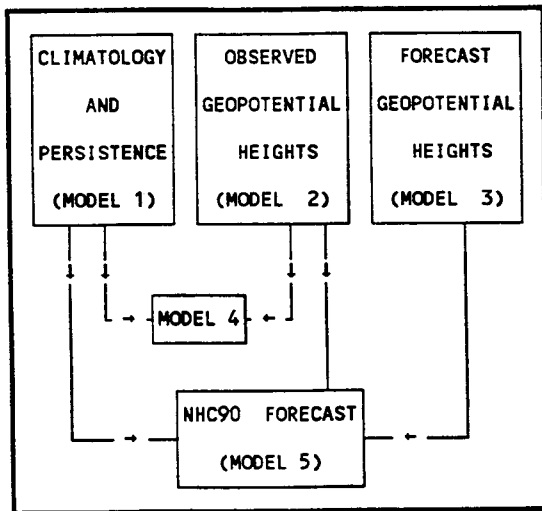 CLIMATOLOGY
AND
PERSISTENCE
(MODEL 1)
OBSERVED
GEOPOTENTIAL
HEIGHTS
(MODEL 2)
FORECAST
GEOPOTENTIAL
HEIGHTS
(MODEL 3)
MODEL 4
NHC90 FORECAST
(MODEL 5)